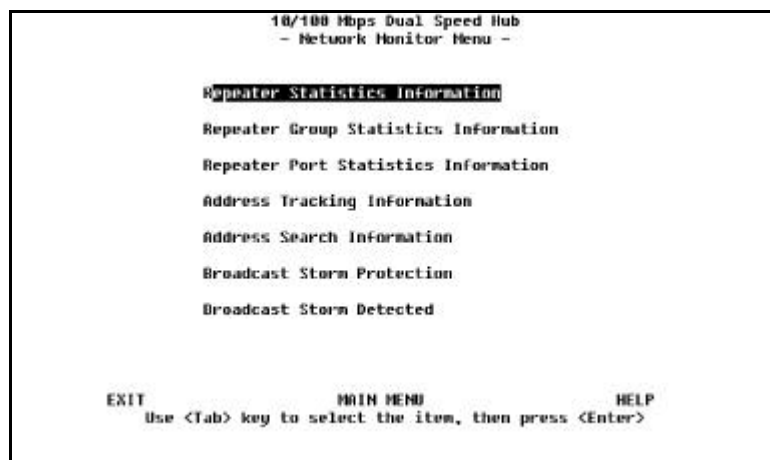 10/100 Mbps Dual Speed Hub
- Network Monitor Menu -
Repeater Statistics Information
Repeater Group Statistics Information
Repeater Port Statistics Information
Address Tracking Information
Address Search Information
Broadcast Storm Protection
Broadcast Storm Detected
EXIT MAIN MENU HELP
Use <Tab> key to select the item, then press <Enter>